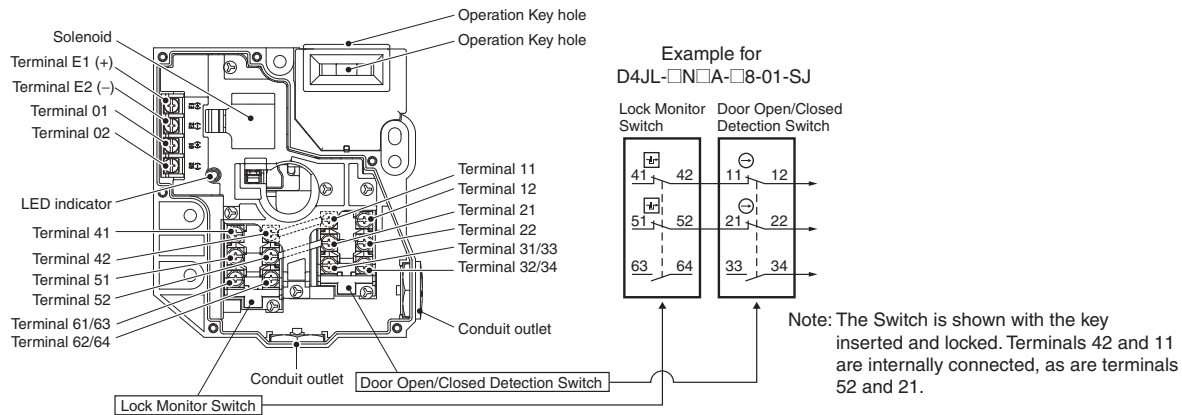 Operation Key hole
Operation Key hole
Solenoid
Terminal E1 (+)
Terminal E2 (–)
Terminal 01
Terminal 02
LED indicator
Terminal 41
Terminal 42
Terminal 51
Terminal 52
Terminal 61/63
Terminal 62/64
Terminal 11
Terminal 12
Terminal 21
Terminal 22
Terminal 31/33
Terminal 32/34
Conduit outlet
Conduit outlet
Door Open/Closed Detection Switch
Lock Monitor Switch
Example for
D4JL-□N□A-□8-01-SJ
Lock Monitor
Switch
Door Open/Closed
Detection Switch
41 42 11 12
51 52 21 22
63 64 33 34
Note: The Switch is shown with the key
inserted and locked. Terminals 42 and 11
are internally connected, as are terminals
52 and 21.